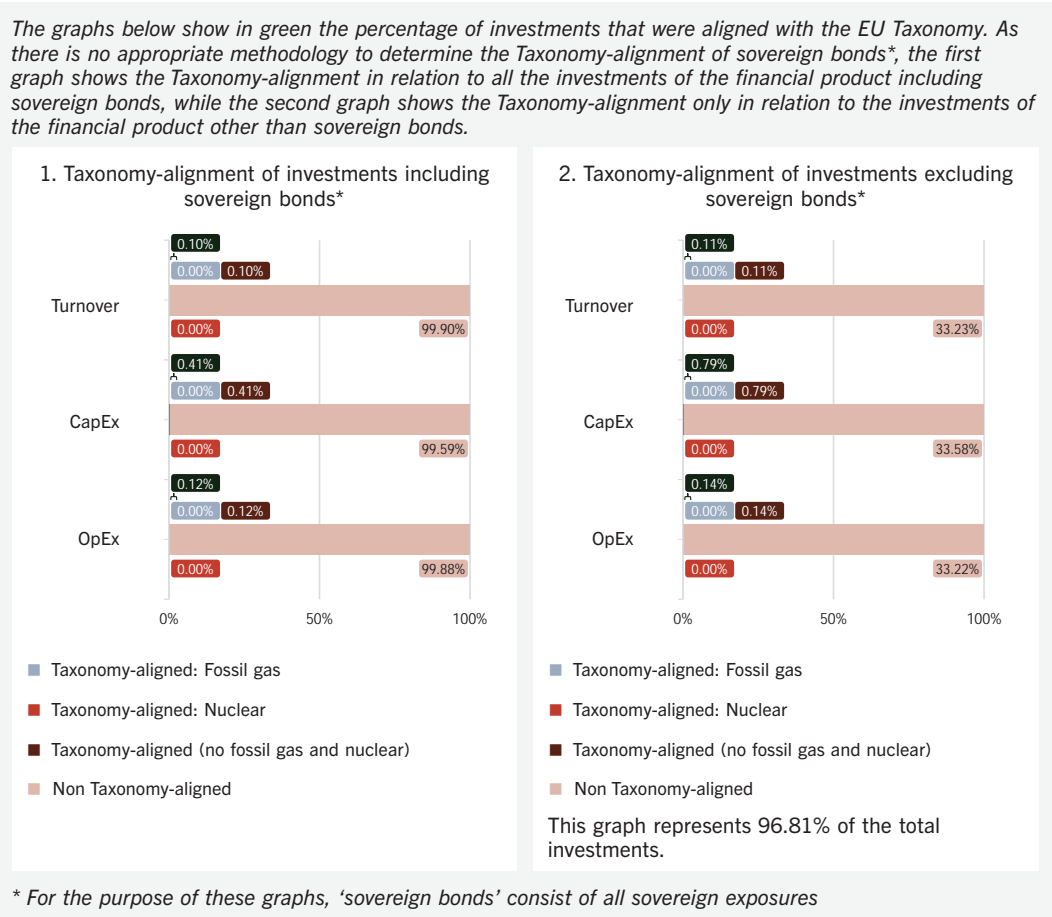 The graphs below show in green the percentage of investments that were aligned with the EU Taxonomy. As
there is no appropriate methodology to determine the Taxonomy-alignment of sovereign bonds*, the first
graph shows the Taxonomy-alignment in relation to all the investments of the financial product including
sovereign bonds, while the second graph shows the Taxonomy-alignment only in relation to the investments of
the financial product other than sovereign bonds.
1. Taxonomy-alignment of investments including
sovereign bonds*
0.10%
0.00% 0.10%
Turnover
0.00% 99.90%
0.41%
0.00% 0.41%
CapEx
0.00% 99.59%
0.12%
0.00% 0.12%
OpEx
0.00% 99.88%
0% 50% 100%
Taxonomy-aligned: Fossil gas
Taxonomy-aligned: Nuclear
Taxonomy-aligned (no fossil gas and nuclear)
Non Taxonomy-aligned
2. Taxonomy-alignment of investments excluding
sovereign bonds*
0.11%
0.00% 0.11%
Turnover
0.00% 33.23%
0.79%
0.00% 0.79%
CapEx
0.00% 33.58%
0.14%
0.00% 0.14%
OpEx
0.00% 33.22%
0% 50% 100%
Taxonomy-aligned: Fossil gas
Taxonomy-aligned: Nuclear
Taxonomy-aligned (no fossil gas and nuclear)
Non Taxonomy-aligned
This graph represents 96.81% of the total
investments.
* For the purpose of these graphs, ‘sovereign bonds’ consist of all sovereign exposures